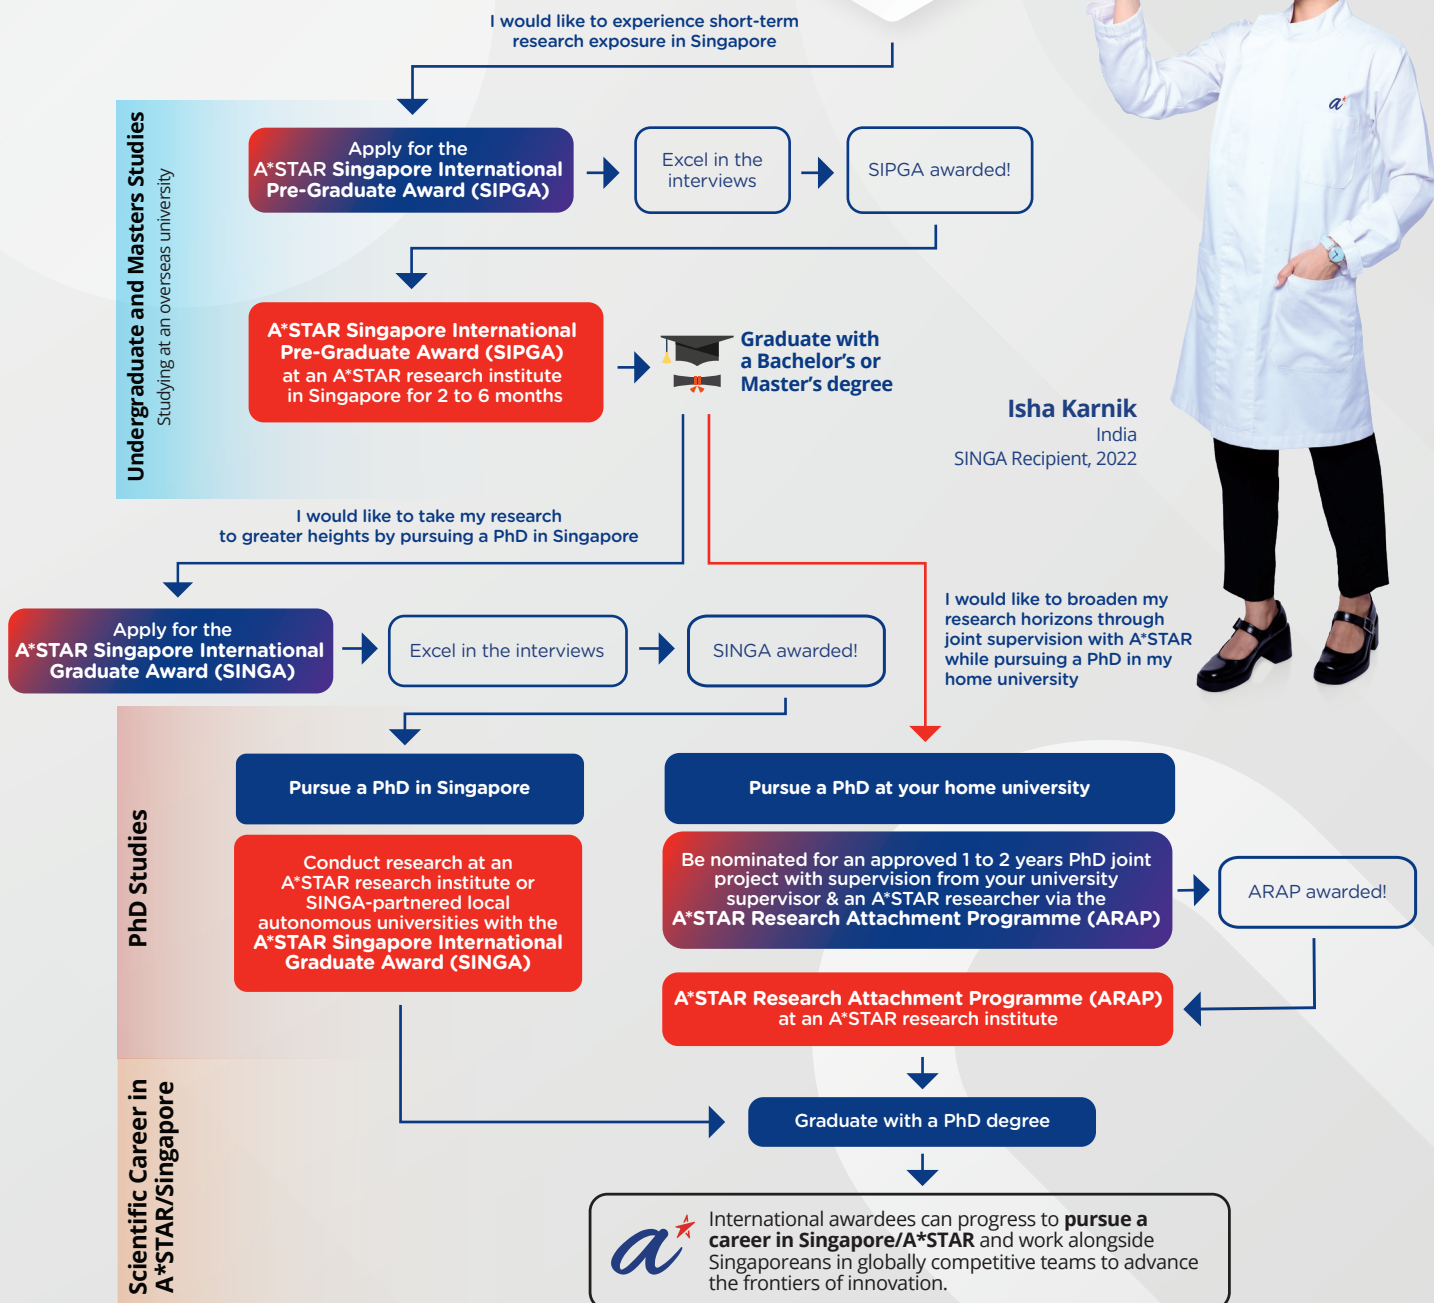 I would like to experience short-term
research exposure in Singapore
Undergraduate and Masters Studies
Studying at an overseas university
Apply for the
A*STAR Singapore International
Pre-Graduate Award (SIPGA)
Excel in the
interviews
SIPGA awarded!
A*STAR Singapore International
Pre-Graduate Award (SIPGA)
at an A*STAR research institute
in Singapore for 2 to 6 months
Graduate with
a Bachelor's or
Master's degree
a*
Isha Karnik
India
SINGA Recipient, 2022
I would like to take my research
to greater heights by pursuing a PhD in Singapore
Apply for the
A*STAR Singapore International
Graduate Award (SINGA)
Excel in the interviews
SINGA awarded!
I would like to broaden my
research horizons through
joint supervision with A*STAR
while pursuing a PhD in my
home university
PhD Studies
Pursue a PhD in Singapore
Conduct research at an
A*STAR research institute or
SINGA-partnered local
autonomous universities with the
A*STAR Singapore International
Graduate Award (SINGA)
Pursue a PhD at your home university
Be nominated for an approved 1 to 2 years PhD joint
project with supervision from your university
supervisor & an A*STAR researcher via the
A*STAR Research Attachment Programme (ARAP)
ARAP awarded!
A*STAR Research Attachment Programme (ARAP)
at an A*STAR research institute
Scientific Career in
A*STAR/Singapore
Graduate with a PhD degree
a*
International awardees can progress to pursue a
career in Singapore/A*STAR and work alongside
Singaporeans in globally competitive teams to advance
the frontiers of innovation.